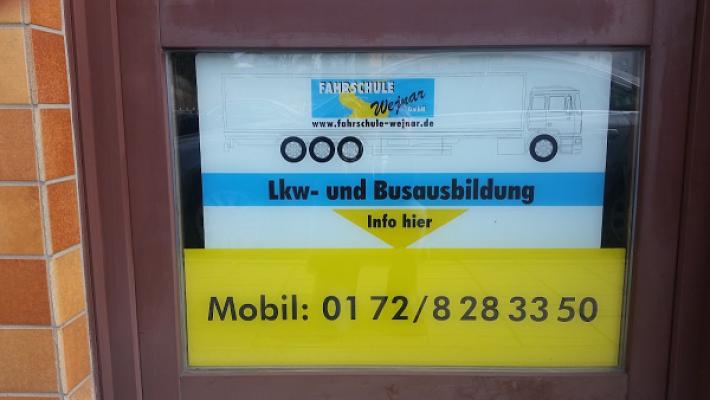 FAHRSCHULE
Wejnar
GmbH
www.fahrschule-wejnar.de
Lkw- und Busausbildung
Info hier
Mobil: 01 72/8 28 33 50